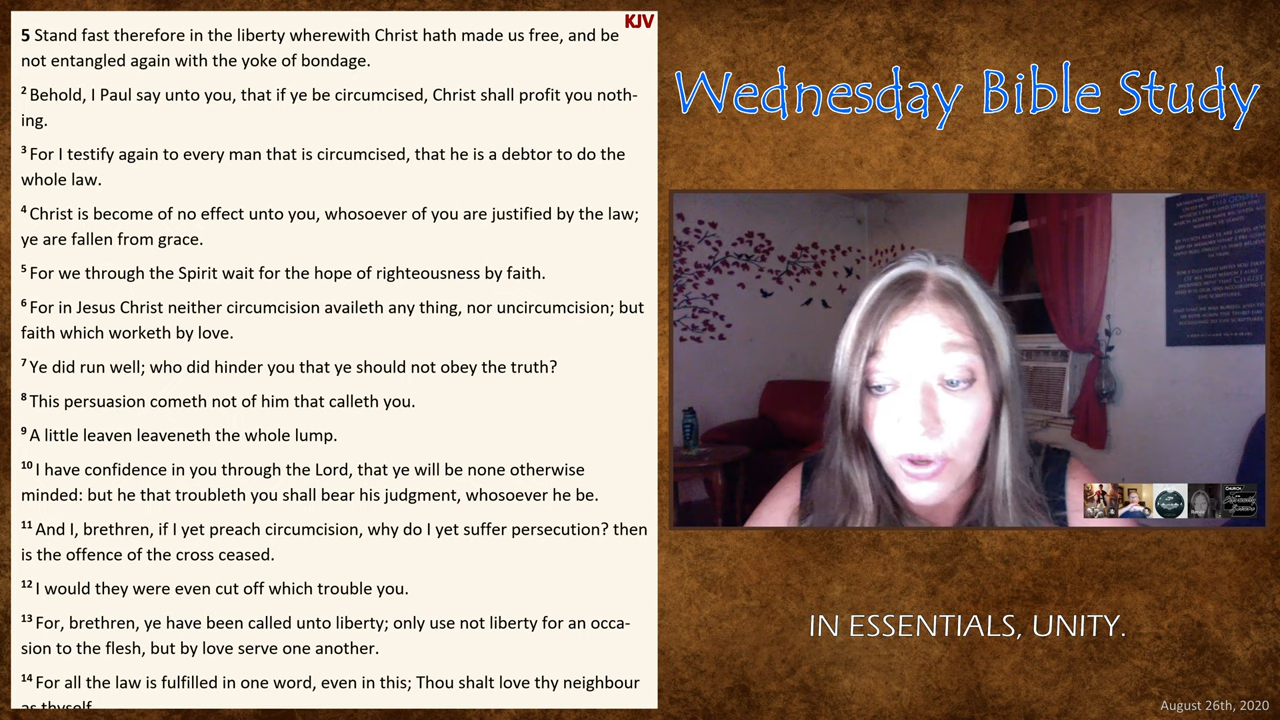 KJV
5 Stand fast therefore in the liberty wherewith Christ hath made us free, and be
not entangled again with the yoke of bondage.
2 Behold, I Paul say unto you, that if ye be circumcised, Christ shall profit you noth-
ing.
3 For I testify again to every man that is circumcised, that he is a debtor to do the
whole law.
4 Christ is become of no effect unto you, whosoever of you are justified by the law;
ye are fallen from grace.
5 For we through the Spirit wait for the hope of righteousness by faith.
6 For in Jesus Christ neither circumcision availeth any thing, nor uncircumcision; but
faith which worketh by love.
7 Ye did run well; who did hinder you that ye should not obey the truth?
8 This persuasion cometh not of him that calleth you.
9 A little leaven leaveneth the whole lump.
10 I have confidence in you through the Lord, that ye will be none otherwise
minded: but he that troubleth you shall bear his judgment, whosoever he be.
11 And I, brethren, if I yet preach circumcision, why do I yet suffer persecution? then
is the offence of the cross ceased.
12 I would they were even cut off which trouble you.
13 For, brethren, ye have been called unto liberty; only use not liberty for an occa-
sion to the flesh, but by love serve one another.
14 For all the law is fulfilled in one word, even in this; Thou shalt love thy neighbour
as thyself
Wednesday Bible Study
IN ESSENTIALS, UNITY.
August 26th, 2020